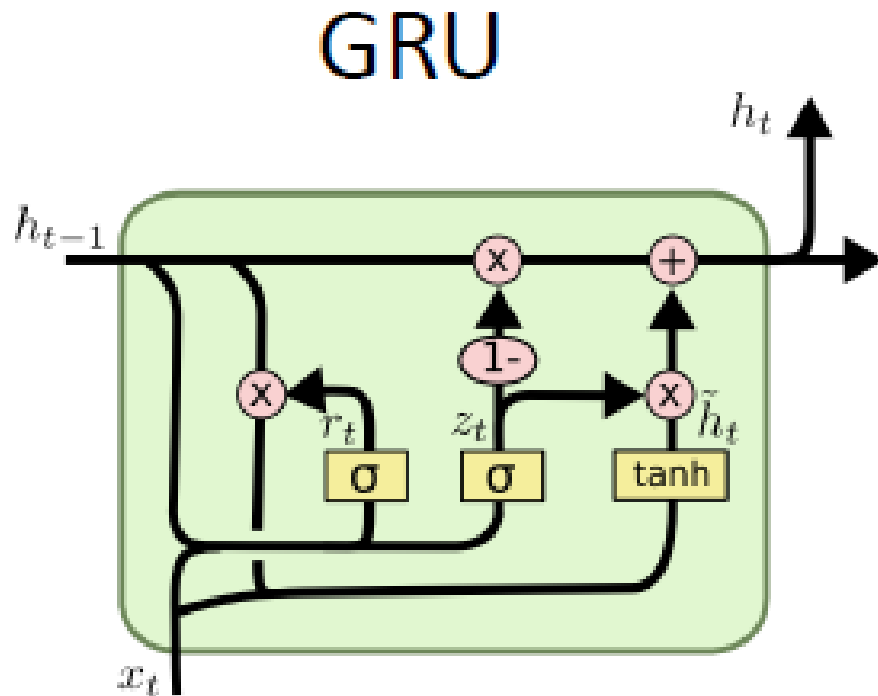 GRU
h_t
h_{t-1}
x +
1-
x x
r_t z_t h̃_t
σ σ tanh
x_t